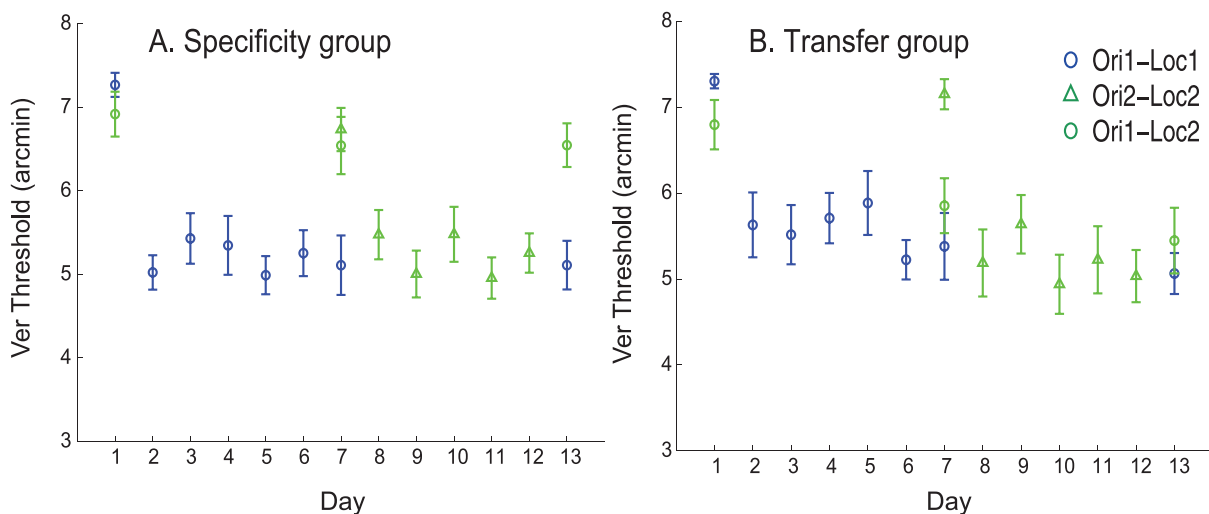 A. Specificity group
Ver Threshold (arcmin)
8
7
6
5
4
3
1 2 3 4 5 6 7 8 9 10 11 12 13
Day
B. Transfer group
Ver Threshold (arcmin)
8
7
6
5
4
3
1 2 3 4 5 6 7 8 9 10 11 12 13
Day
Ori1–Loc1
Ori2–Loc2
Ori1–Loc2